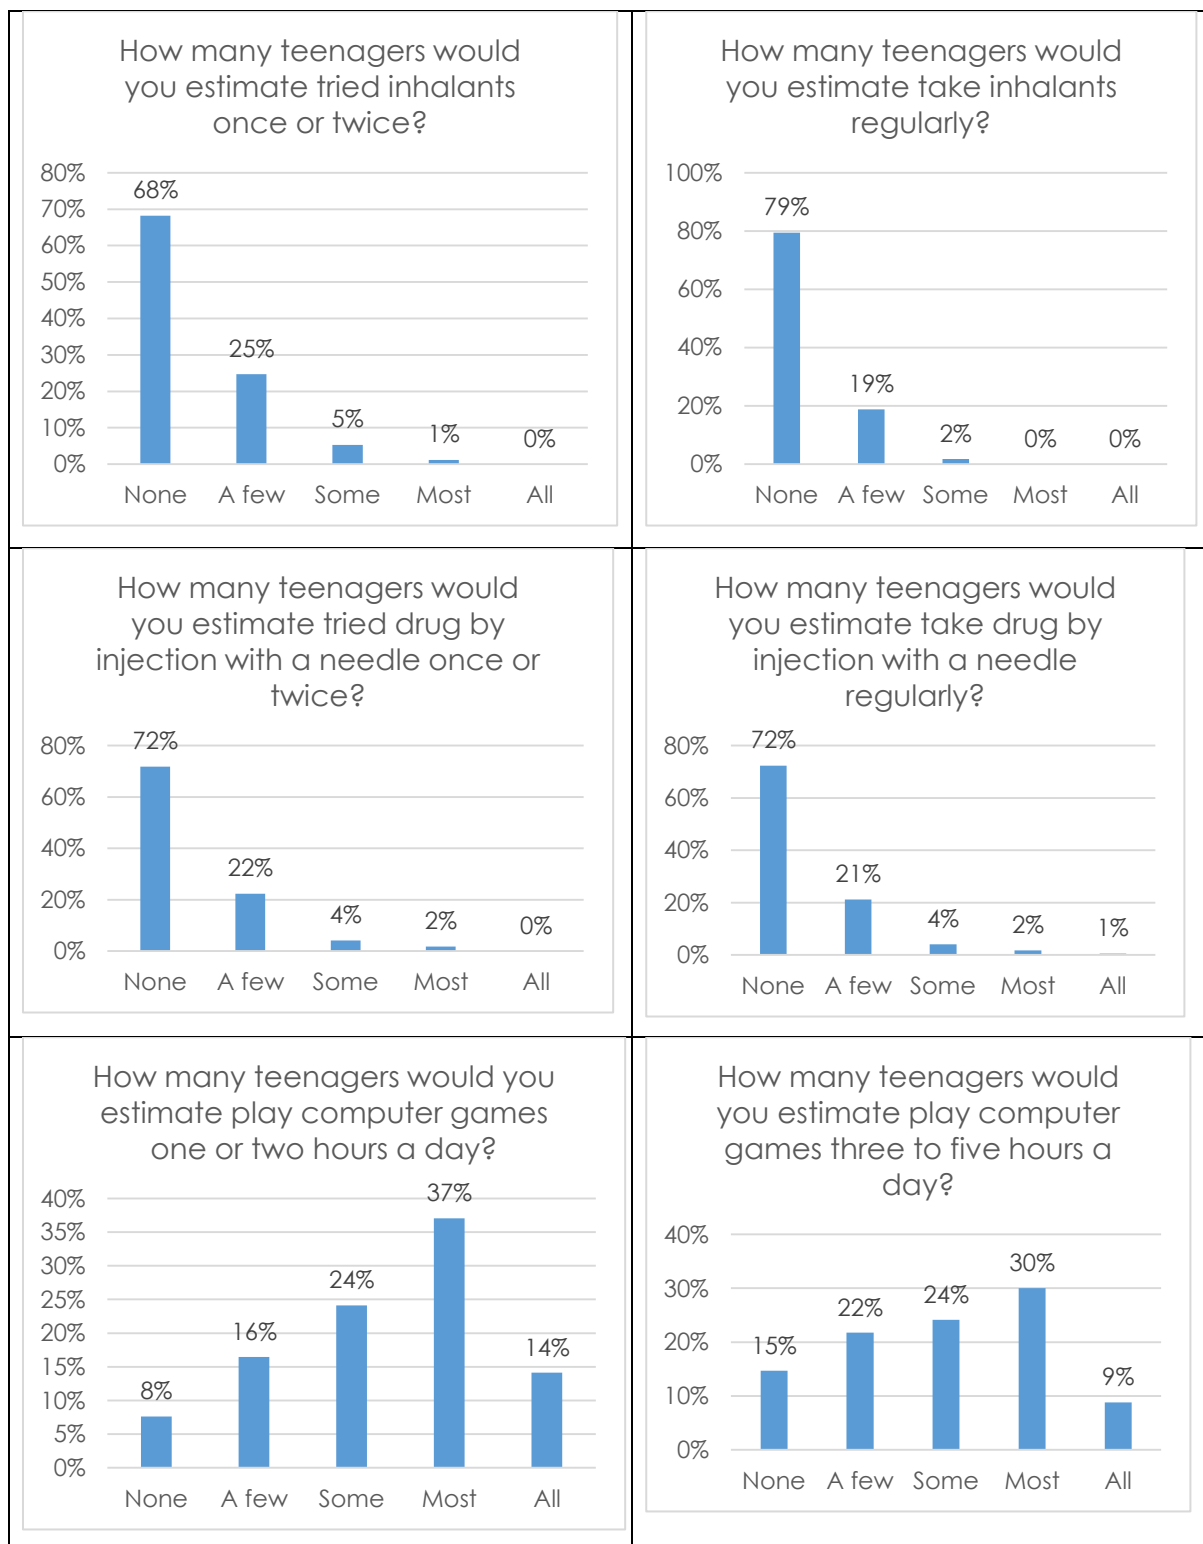 How many teenagers would
you estimate tried inhalants
once or twice?
80%
70%
60%
50%
40%
30%
20%
10%
0%
68%
25%
5%
1%
0%
None A few Some Most All
How many teenagers would
you estimate take inhalants
regularly?
100%
80%
60%
40%
20%
0%
79%
19%
2%
0%
0%
None A few Some Most All
How many teenagers would
you estimate tried drug by
injection with a needle once or
twice?
80%
60%
40%
20%
0%
72%
22%
4%
2%
0%
None A few Some Most All
How many teenagers would
you estimate take drug by
injection with a needle
regularly?
80%
60%
40%
20%
0%
72%
21%
4%
2%
1%
None A few Some Most All
How many teenagers would you
estimate play computer games
one or two hours a day?
40%
35%
30%
25%
20%
15%
10%
5%
0%
8%
16%
24%
37%
14%
None A few Some Most All
How many teenagers would
you estimate play computer
games three to five hours a
day?
40%
30%
20%
10%
0%
15%
22%
24%
30%
9%
None A few Some Most All